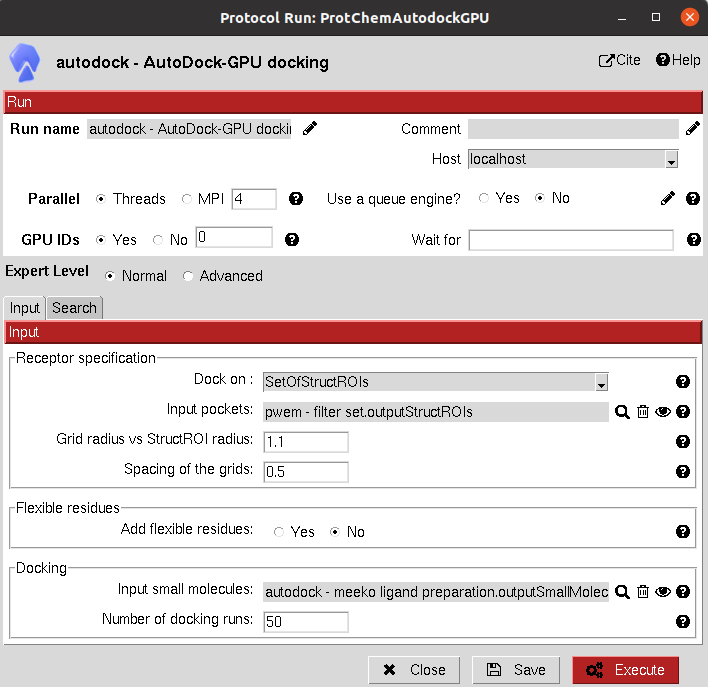 Protocol Run: ProtChemAutodockGPU
autodock - AutoDock-GPU docking
Cite
Help
Run
Run name autodock - AutoDock-GPU dockin
Comment
Host localhost
Parallel Threads MPI 4
Use a queue engine? Yes No
GPU IDs Yes No 0
Wait for
Expert Level Normal Advanced
Input Search
Input
Receptor specification
Dock on : SetOfStructROIs
Input pockets: pwem - filter set.outputStructROIs
Grid radius vs StructROI radius: 1.1
Spacing of the grids: 0.5
Flexible residues
Add flexible residues: Yes No
Docking
Input small molecules: autodock - meeko ligand preparation.outputSmallMolec
Number of docking runs: 50
Close Save Execute